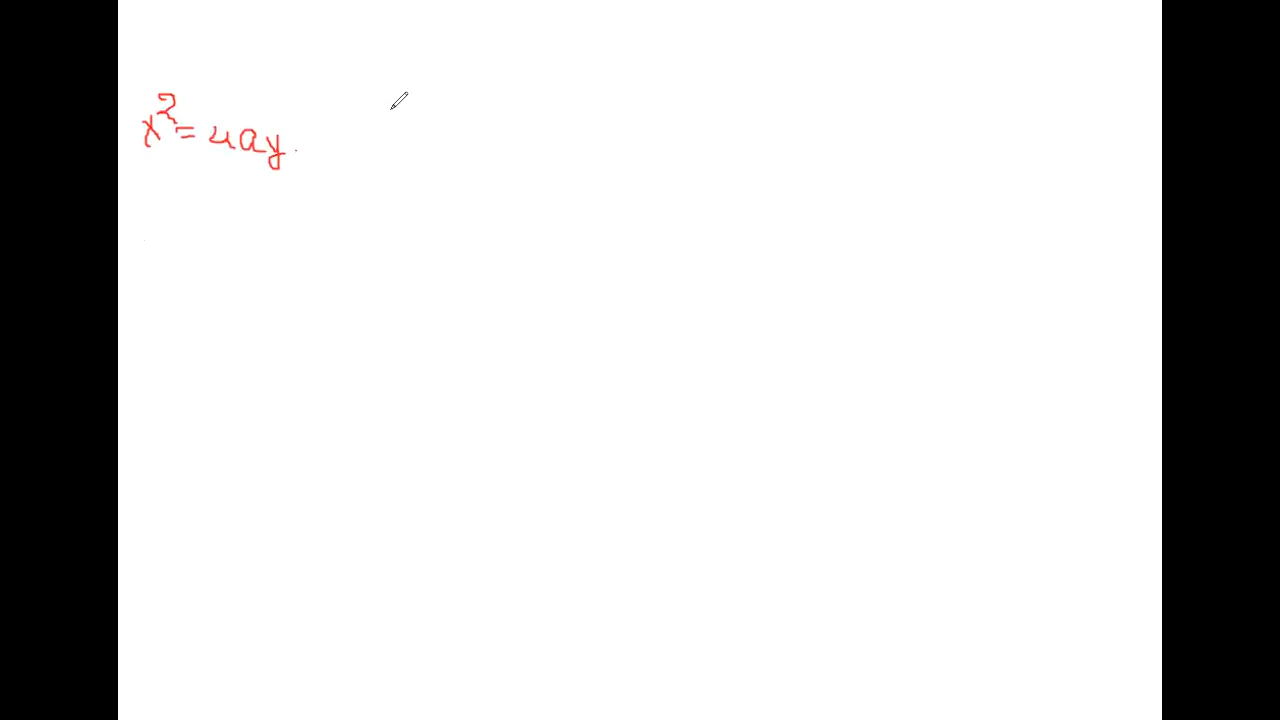 x² = 4ay.